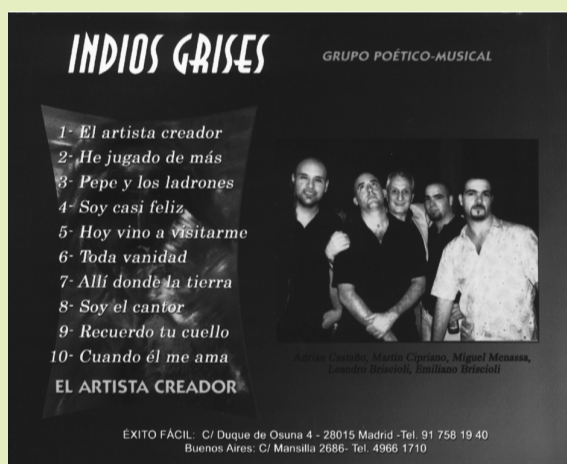 INDIOS GRISES
GRUPO POÉTICO-MUSICAL
1- El artista creador
2- He jugado de más
3- Pepe y los ladrones
4- Soy casi feliz
5- Hoy vino a visitarme
6- Toda vanidad
7- Allí donde la tierra
8- Soy el cantor
9- Recuerdo tu cuello
10- Cuando él me ama
EL ARTISTA CREADOR
Adrián Castaño, Martín Cipriano, Miguel Menassa,
Leandro Briscioli, Emiliano Briscioli
ÉXITO FÁCIL: C/ Duque de Osuna 4 - 28015 Madrid -Tel. 91 758 19 40
Buenos Aires: C/ Mansilla 2686- Tel. 4966 1710